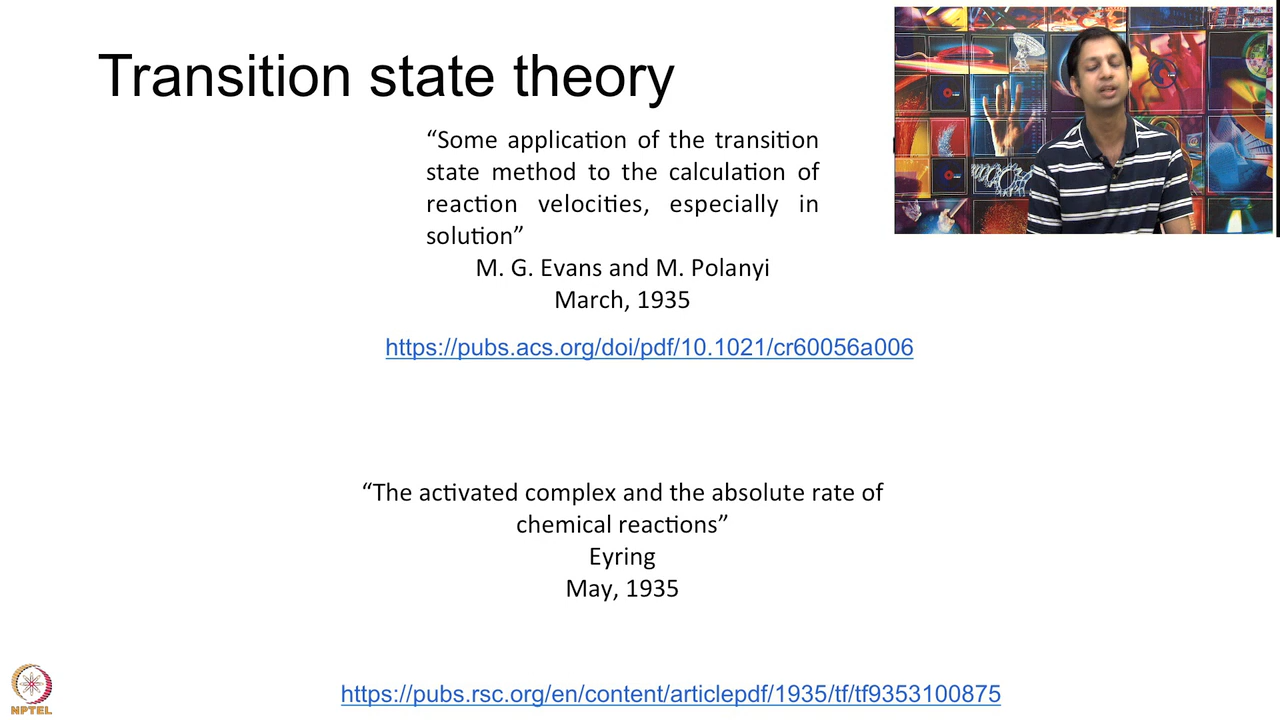 Transition state theory
“Some application of the transition
state method to the calculation of
reaction velocities, especially in
solution”
M. G. Evans and M. Polanyi
March, 1935
https://pubs.acs.org/doi/pdf/10.1021/cr60056a006
“The activated complex and the absolute rate of
chemical reactions”
Eyring
May, 1935
https://pubs.rsc.org/en/content/articlepdf/1935/tf/tf9353100875
NPTEL